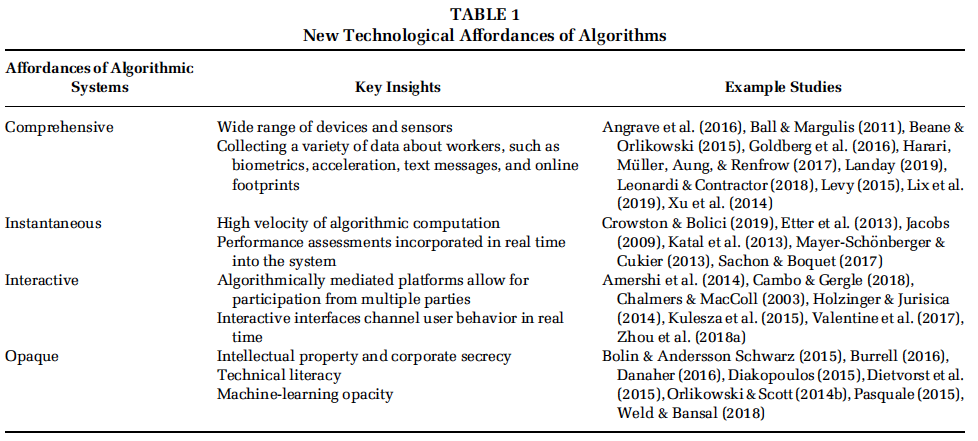 TABLE 1
New Technological Affordances of Algorithms
Affordances of Algorithmic Systems Key Insights Example Studies
Comprehensive Wide range of devices and sensors Angrave et al. (2016), Ball & Margulis (2011), Beane &
Collecting a variety of data about workers, such as Orlikowski (2015), Goldberg et al. (2016), Harari,
biometrics, acceleration, text messages, and online Müller, Aung, & Renfrow (2017), Landay (2019),
footprints Leonardi & Contractor (2018), Levy (2015), Lix et al.
(2019), Xu et al. (2014)
Instantaneous High velocity of algorithmic computation Crowston & Bolici (2019), Etter et al. (2013), Jacobs
Performance assessments incorporated in real time (2009), Katal et al. (2013), Mayer-Schönberger &
into the system Cukier (2013), Sachon & Boquet (2017)
Interactive Algorithmically mediated platforms allow for Amershi et al. (2014), Cambo & Gergle (2018),
participation from multiple parties Chalmers & MacColl (2003), Holzinger & Jurisica
Interactive interfaces channel user behavior in real (2014), Kulesza et al. (2015), Valentine et al. (2017),
time Zhou et al. (2018a)
Opaque Intellectual property and corporate secrecy Bolin & Andersson Schwarz (2015), Burrell (2016),
Technical literacy Danaher (2016), Diakopoulos (2015), Dietvorst et al.
Machine-learning opacity (2015), Orlikowski & Scott (2014b), Pasquale (2015),
Weld & Bansal (2018)